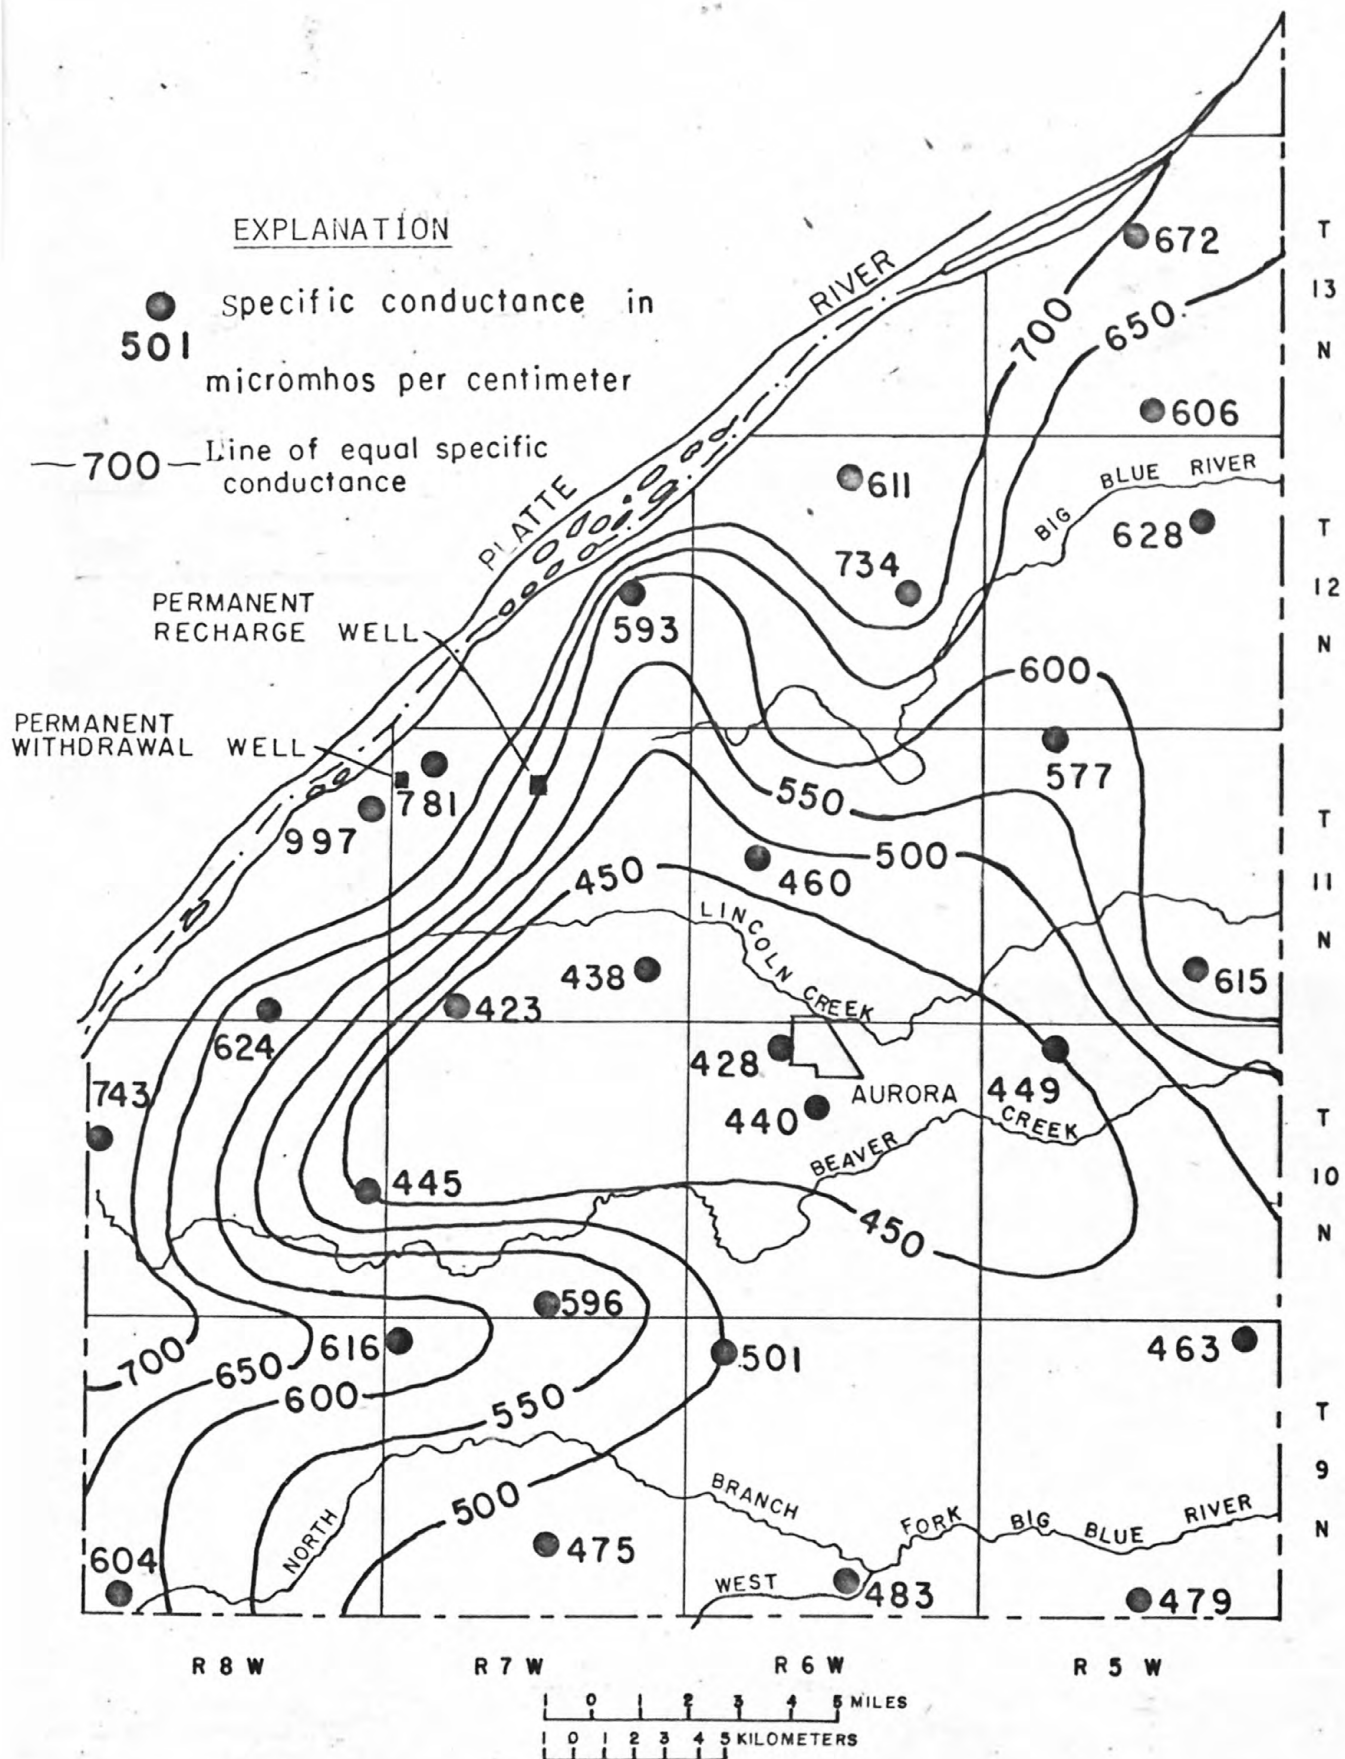 EXPLANATION
Specific conductance in
501
micromhos per centimeter
700
Line of equal specific
conductance
PLATTE
RIVER
672
T
13
N
700
650
606
611
BIG
BLUE RIVER
628
T
12
N
734
593
PERMANENT
RECHARGE WELL
600
PERMANENT
WITHDRAWAL WELL
781
997
577
550
T
11
N
500
450
460
LINCOLN CREEK
438
423
615
624
428
743
AURORA
449
440
CREEK
BEAVER
T
10
N
445
450
596
616
501
463
700
650
600
550
T
9
N
500
NORTH
BRANCH
FORK
BIG
BLUE
RIVER
475
604
WEST
483
479
R 8 W
R 7 W
R 6 W
R 5 W
1 0 1 2 3 4 5 MILES
1 0 1 2 3 4 5 KILOMETERS